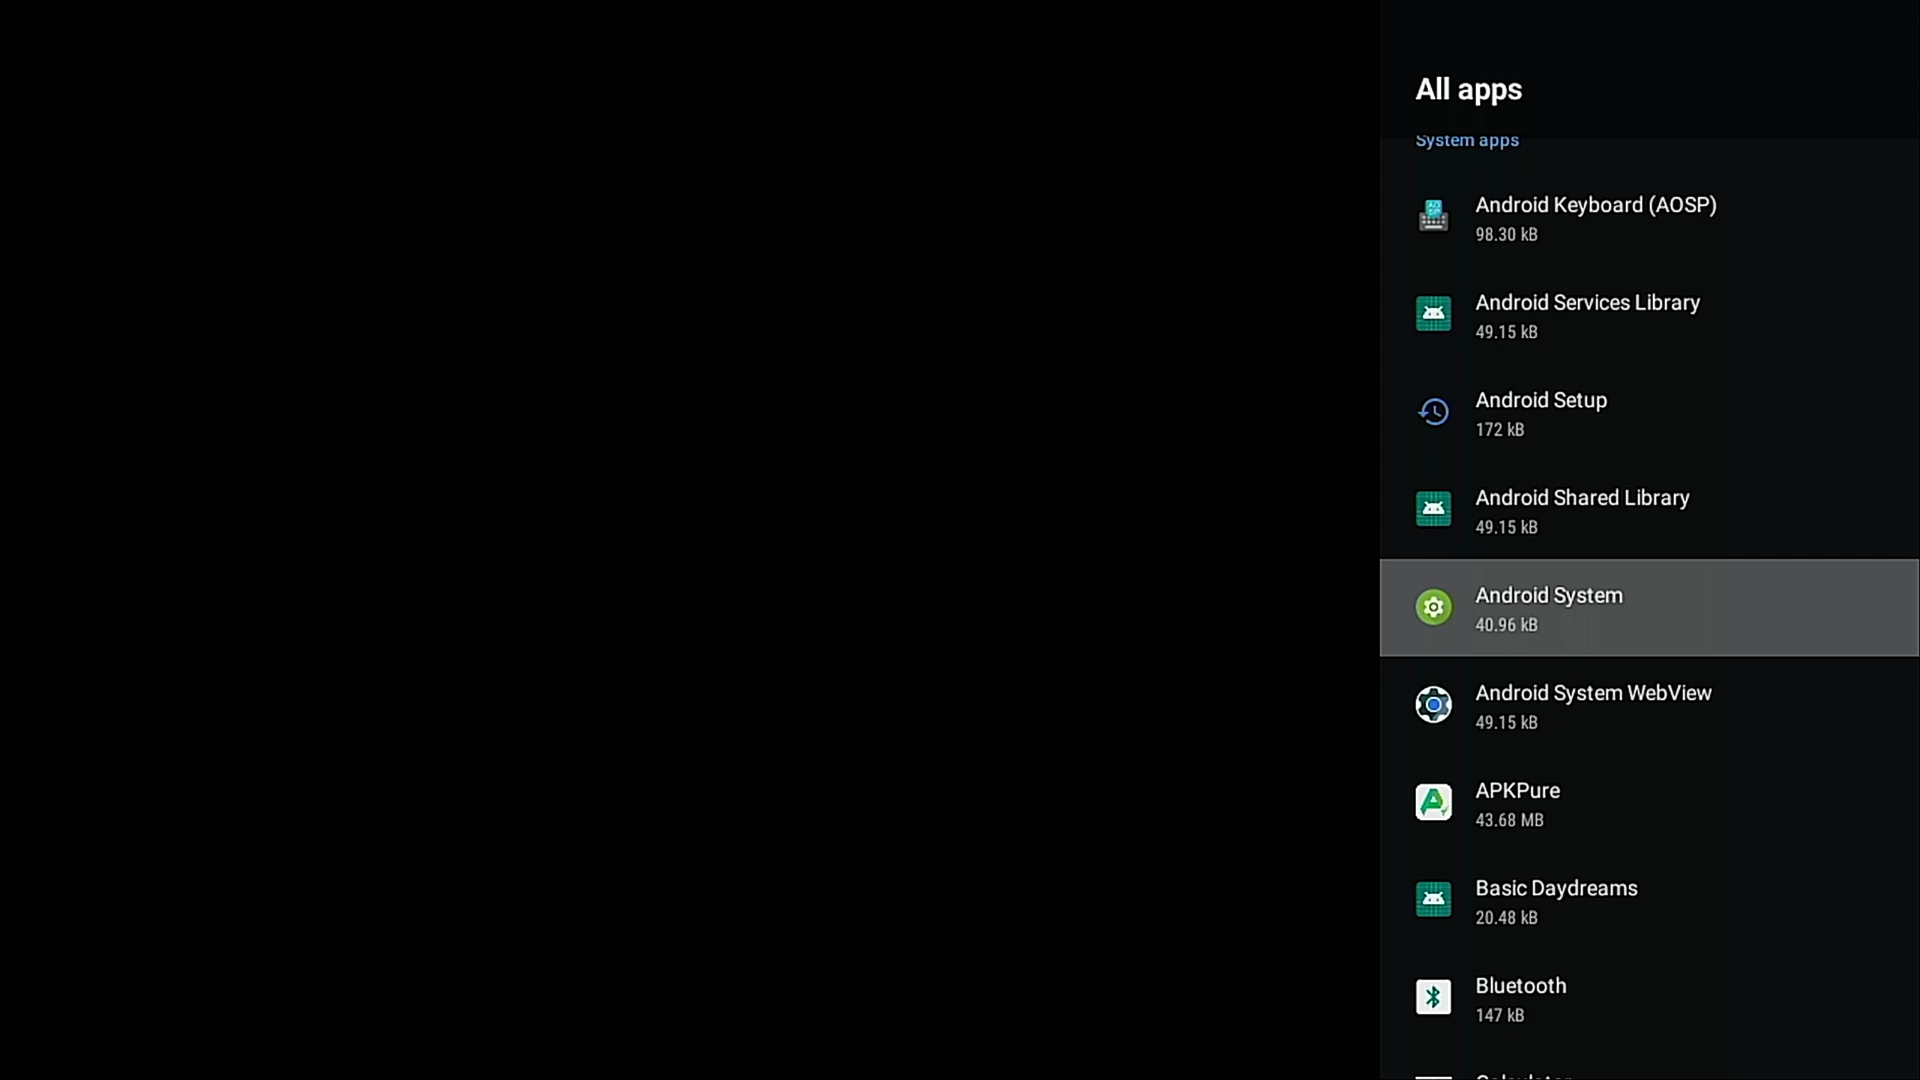 All apps
System apps
Android Keyboard (AOSP)
98.30 kB
Android Services Library
49.15 kB
Android Setup
172 kB
Android Shared Library
49.15 kB
Android System
40.96 kB
Android System WebView
49.15 kB
APKPure
43.68 MB
Basic Daydreams
20.48 kB
Bluetooth
147 kB